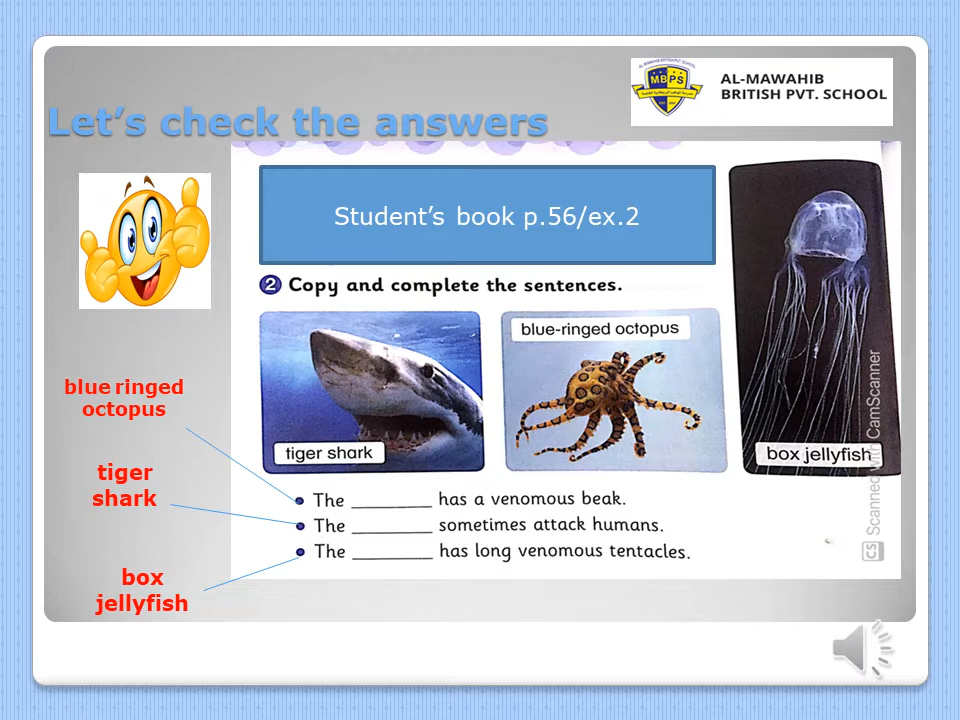 Let's check the answers
MBPS
AL-MAWAHIB
BRITISH PVT. SCHOOL
Student's book p.56/ex.2
2 Copy and complete the sentences.
blue-ringed octopus
tiger shark
box jellyfish
blue ringed
octopus
tiger
shark
box
jellyfish
• The ________ has a venomous beak.
• The ________ sometimes attack humans.
• The ________ has long venomous tentacles.
CS Scanned with CamScanner